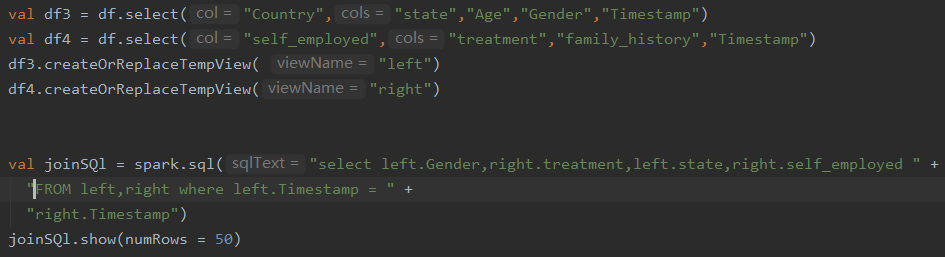 val df3 = df.select( col = "Country", cols = "state","Age","Gender","Timestamp")
val df4 = df.select( col = "self_employed", cols = "treatment","family_history","Timestamp")
df3.createOrReplaceTempView( viewName = "left")
df4.createOrReplaceTempView( viewName = "right")
val joinSQl = spark.sql( sqlText = "select left.Gender,right.treatment,left.state,right.self_employed " +
"FROM left,right where left.Timestamp = " +
"right.Timestamp")
joinSQl.show(numRows = 50)